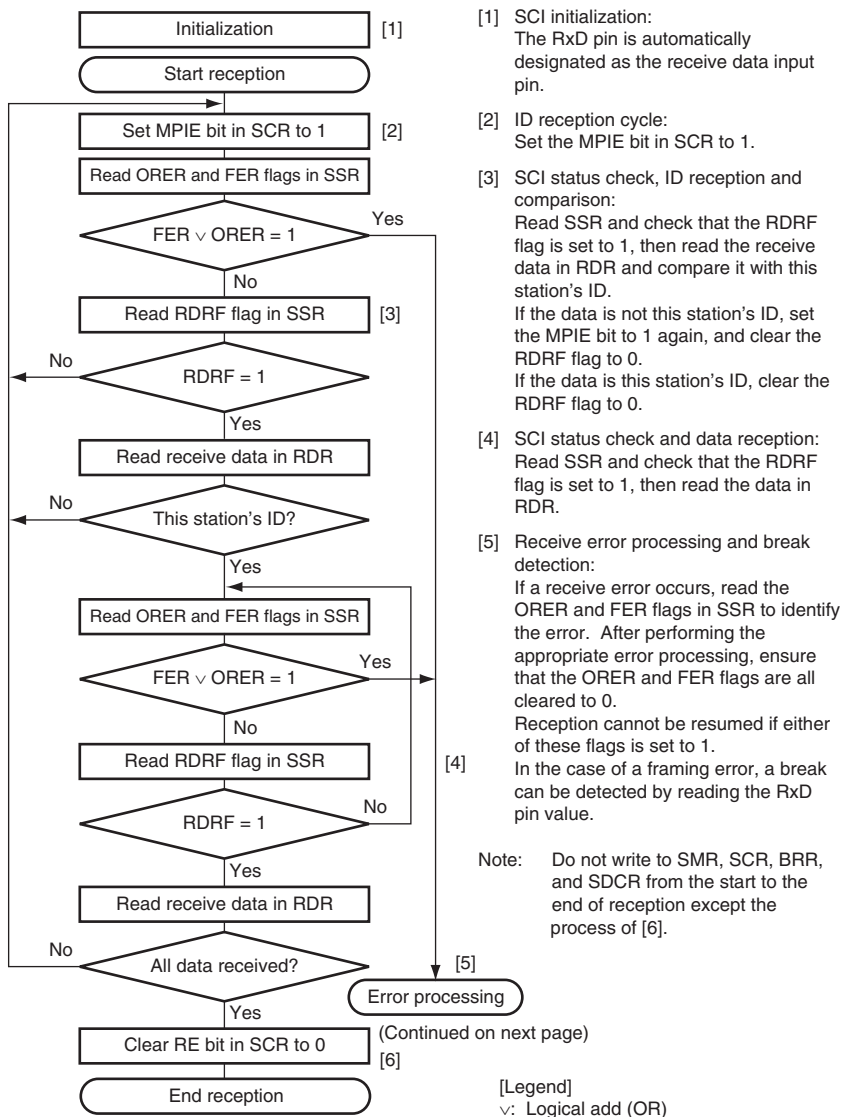 Initialization [1]
Start reception
Set MPIE bit in SCR to 1 [2]
Read ORER and FER flags in SSR
FER ∨ ORER = 1
Yes
No
Read RDRF flag in SSR [3]
No
RDRF = 1
Yes
Read receive data in RDR
No
This station's ID?
Yes
Read ORER and FER flags in SSR
FER ∨ ORER = 1
Yes
No
Read RDRF flag in SSR
[4]
RDRF = 1
No
Yes
Read receive data in RDR
No
All data received?
[5]
Error processing
Yes
(Continued on next page)
Clear RE bit in SCR to 0
[6]
End reception
[1] SCI initialization:
The RxD pin is automatically
designated as the receive data input
pin.
[2] ID reception cycle:
Set the MPIE bit in SCR to 1.
[3] SCI status check, ID reception and
comparison:
Read SSR and check that the RDRF
flag is set to 1, then read the receive
data in RDR and compare it with this
station's ID.
If the data is not this station's ID, set
the MPIE bit to 1 again, and clear the
RDRF flag to 0.
If the data is this station's ID, clear the
RDRF flag to 0.
[4] SCI status check and data reception:
Read SSR and check that the RDRF
flag is set to 1, then read the data in
RDR.
[5] Receive error processing and break
detection:
If a receive error occurs, read the
ORER and FER flags in SSR to identify
the error. After performing the
appropriate error processing, ensure
that the ORER and FER flags are all
cleared to 0.
Reception cannot be resumed if either
of these flags is set to 1.
In the case of a framing error, a break
can be detected by reading the RxD
pin value.
Note: Do not write to SMR, SCR, BRR,
and SDCR from the start to the
end of reception except the
process of [6].
[Legend]
∨: Logical add (OR)